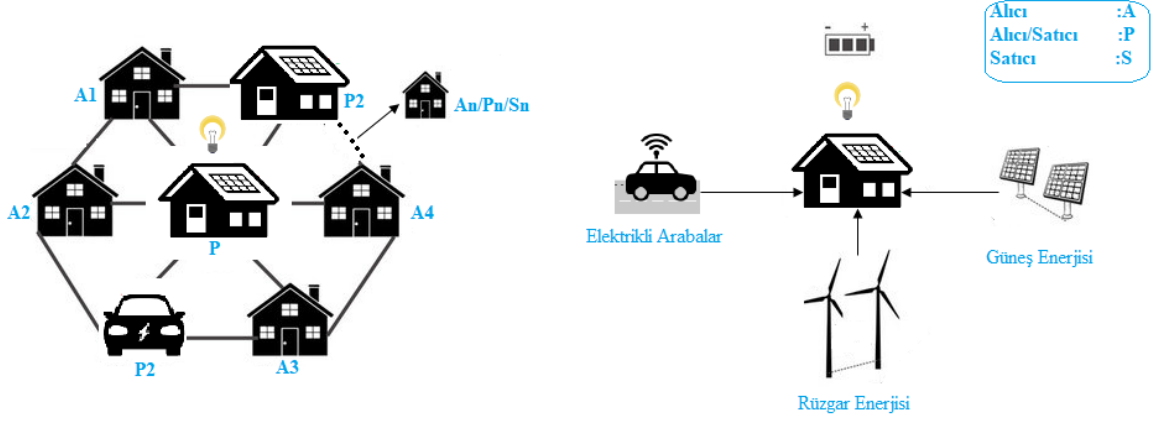 A1
P2
An/Pn/Sn
A2
P
A4
P2
A3
- +
Elektrikli Arabalar
Güneş Enerjisi
Rüzgar Enerjisi
Alıcı :A
Alıcı/Satıcı :P
Satıcı :S